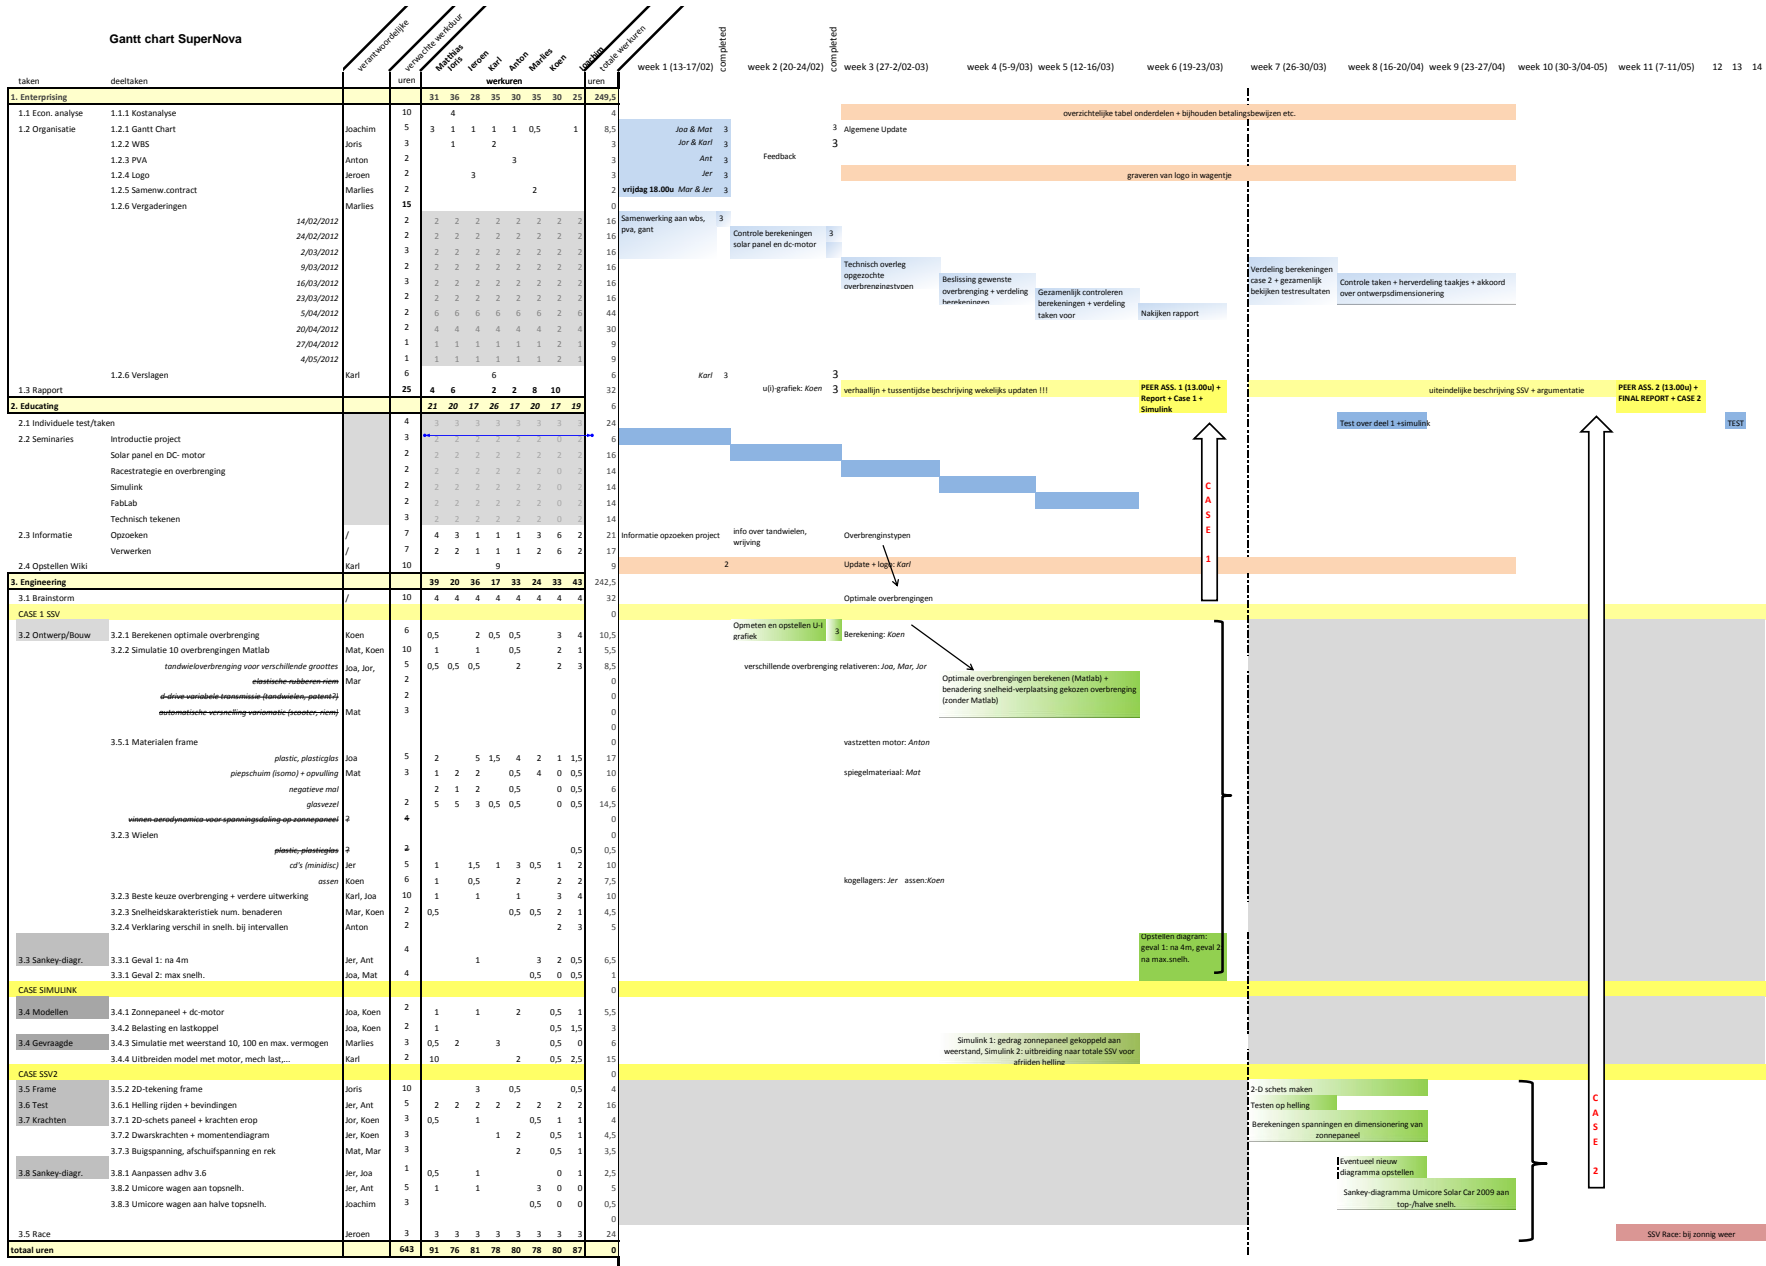 Gantt chart SuperNova
verantwoordelijke
verwachte werkduur
Matthias
Joris
Jeroen
Karl
Anton
Marlies
Koen
Joachim
totale werkuren
completed
completed
taken deeltaken uren werkuren uren week 1 (13-17/02) week 2 (20-24/02) week 3 (27-2/02-03) week 4 (5-9/03) week 5 (12-16/03) week 6 (19-23/03) week 7 (26-30/03) week 8 (16-20/04) week 9 (23-27/04) week 10 (30-3/04-05) week 11 (7-11/05) 12 13 14
1. Enterprising 31 36 28 35 30 35 30 25 249,5
1.1 Econ. analyse 1.1.1 Kostanalyse 10 4 4 overzichtelijke tabel onderdelen + bijhouden betalingsbewijzen etc.
1.2 Organisatie 1.2.1 Gantt Chart Joachim 5 3 1 1 1 1 0,5 1 8,5 Joa & Mat 3 3 Algemene Update
1.2.2 WBS Joris 3 1 2 3 Jor & Karl 3 3
1.2.3 PVA Anton 2 3 3 Ant 3 Feedback
1.2.4 Logo Jeroen 2 3 3 Jer 3 graveren van logo in wagentje
1.2.5 Samenw.contract Marlies 2 2 2 vrijdag 18.00u Mar & Jer 3
1.2.6 Vergaderingen Marlies 15 0
14/02/2012 2 2 2 2 2 2 2 2 2 16 Samenwerking aan wbs, pva, gant 3
24/02/2012 2 2 2 2 2 2 2 2 2 16 Controle berekeningen solar panel en dc-motor 3
2/03/2012 3 2 2 2 2 2 2 2 2 16
9/03/2012 2 2 2 2 2 2 2 2 2 16 Technisch overleg opgezochte overbrengingstypen Verdeling berekeningen case 2 + gezamenlijk bekijken testresultaten
16/03/2012 3 2 2 2 2 2 2 2 2 16 Beslissing gewenste overbrenging + verdeling berekeningen Controle taken + herverdeling taakjes + akkoord over ontwerpsdimensionering
23/03/2012 2 2 2 2 2 2 2 2 2 16 Gezamenlijk controleren berekeningen + verdeling taken voor
5/04/2012 2 6 6 6 6 6 6 2 6 44 Nakijken rapport
20/04/2012 2 4 4 4 4 4 4 2 4 30
27/04/2012 1 1 1 1 1 1 1 2 1 9
4/05/2012 1 1 1 1 1 1 1 2 1 9
1.2.6 Verslagen Karl 6 6 6 Karl 3 3
1.3 Rapport 25 4 6 2 2 8 10 32 u(i)-grafiek: Koen 3 verhaallijn + tussentijdse beschrijving wekelijks updaten !!! PEER ASS. 1 (13.00u) + Report + Case 1 + Simulink uiteindelijke beschrijving SSV + argumentatie PEER ASS. 2 (13.00u) + FINAL REPORT + CASE 2
2. Educating 21 20 17 26 17 20 17 19 6
2.1 Individuele test/taken 4 3 3 3 3 3 3 3 3 24 Test over deel 1 +simulink TEST
2.2 Seminaries Introductie project 3 2 2 2 2 2 2 0 2 6
Solar panel en DC- motor 2 2 2 2 2 2 2 2 2 16
Racestrategie en overbrenging 2 2 2 2 2 2 2 0 2 14
Simulink 2 2 2 2 2 2 2 0 2 14
FabLab 2 2 2 2 2 2 2 0 2 14
Technisch tekenen 3 2 2 2 2 2 2 0 2 14
2.3 Informatie Opzoeken / 7 4 3 1 1 1 3 6 2 21 Informatie opzoeken project info over tandwielen, wrijving Overbrenginstypen
Verwerken / 7 2 2 1 1 1 2 6 2 17
2.4 Opstellen Wiki Karl 10 9 9 2 Update + logo: Karl
CASE 1
3. Engineering 39 20 36 17 33 24 33 43 242,5
3.1 Brainstorm / 10 4 4 4 4 4 4 4 4 32 Optimale overbrengingen
CASE 1 SSV 0
3.2 Ontwerp/Bouw 3.2.1 Berekenen optimale overbrenging Koen 6 0,5 2 0,5 0,5 3 4 10,5 Opmeten en opstellen U-I grafiek 3 Berekening: Koen
3.2.2 Simulatie 10 overbrengingen Matlab Mat, Koen 10 1 1 0,5 2 1 5,5
tandwieloverbrenging voor verschillende groottes Joa, Jor, 5 0,5 0,5 0,5 2 2 3 8,5 verschillende overbrenging relativeren: Joa, Mar, Jor
elastische rubberen riem Mar 2 0 Optimale overbrengingen berekenen (Matlab) +
d-drive variabele transmissie (tandwielen, patent?) 2 0 benadering snelheid-verplaatsing gekozen overbrenging
automatische versnelling variomatic (scooter, riem) Mat 3 0 (zonder Matlab)
0
3.5.1 Materialen frame 0 vastzetten motor: Anton
plastic, plasticglas Joa 5 2 5 1,5 4 2 1 1,5 17
piepschuim (isomo) + opvulling Mat 3 1 2 2 0,5 4 0 0,5 10 spiegelmateriaal: Mat
negatieve mal 2 1 2 0,5 0 0,5 6
glasvezel 2 5 5 3 0,5 0,5 0 0,5 14,5
vinnen aerodynamica voor spanningsdaling op zonnepaneel ? 4 0
3.2.3 Wielen 0
plastic, plasticglas ? 2 0,5 0,5
cd's (minidisc) Jer 5 1 1,5 1 3 0,5 1 2 10
assen Koen 6 1 0,5 2 2 2 7,5 kogellagers: Jer assen:Koen
3.2.3 Beste keuze overbrenging + verdere uitwerking Karl, Joa 10 1 1 1 3 4 10
3.2.3 Snelheidskarakteristiek num. benaderen Mar, Koen 2 0,5 0,5 0,5 2 1 4,5
3.2.4 Verklaring verschil in snelh. bij intervallen Anton 2 2 3 5
3.3 Sankey-diagr. 3.3.1 Geval 1: na 4m Jer, Ant 4 1 3 2 0,5 6,5 Opstellen diagram: geval 1: na 4m, geval 2: na max.snelh.
3.3.1 Geval 2: max snelh. Joa, Mat 4 0,5 0 0,5 1
CASE SIMULINK 0
3.4 Modellen 3.4.1 Zonnepaneel + dc-motor Joa, Koen 2 1 1 2 0,5 1 5,5
3.4.2 Belasting en lastkoppel Joa, Koen 2 1 0,5 1,5 3
3.4 Gevraagde 3.4.3 Simulatie met weerstand 10, 100 en max. vermogen Marlies 3 0,5 2 3 0,5 0 6 Simulink 1: gedrag zonnepaneel gekoppeld aan
3.4.4 Uitbreiden model met motor, mech last,... Karl 2 10 2 0,5 2,5 15 weerstand, Simulink 2: uitbreiding naar totale SSV voor afrijden helling
CASE SSV2 0
3.5 Frame 3.5.2 2D-tekening frame Joris 10 3 0,5 0,5 4 2-D schets maken
3.6 Test 3.6.1 Helling rijden + bevindingen Jer, Ant 5 2 2 2 2 2 2 2 2 16 Testen op helling
3.7 Krachten 3.7.1 2D-schets paneel + krachten erop Jor, Koen 3 0,5 1 0,5 1 4 Berekeningen spanningen en dimensionering van zonnepaneel
3.7.2 Dwarskrachten + momentendiagram Jer, Koen 3 1 2 0,5 1 4,5
3.7.3 Buigspanning, afschuifspanning en rek Mat, Mar 3 2 0,5 1 3,5
3.8 Sankey-diagr. 3.8.1 Aanpassen adhv 3.6 Jer, Joa 1 0,5 1 0 1 2,5 Eventueel nieuw diagramma opstellen
3.8.2 Umicore wagen aan topsnelh. Jer, Ant 5 1 1 3 0 0 5 Sankey-diagramma Umicore Solar Car 2009 aan
3.8.3 Umicore wagen aan halve topsnelh. Joachim 3 0,5 0 0 0,5 top-/halve snelh.
CASE 2
0
3.5 Race Jeroen 3 3 3 3 3 3 3 3 3 24 SSV Race: bij zonnig weer
totaal uren 643 91 76 81 78 80 78 80 87 0